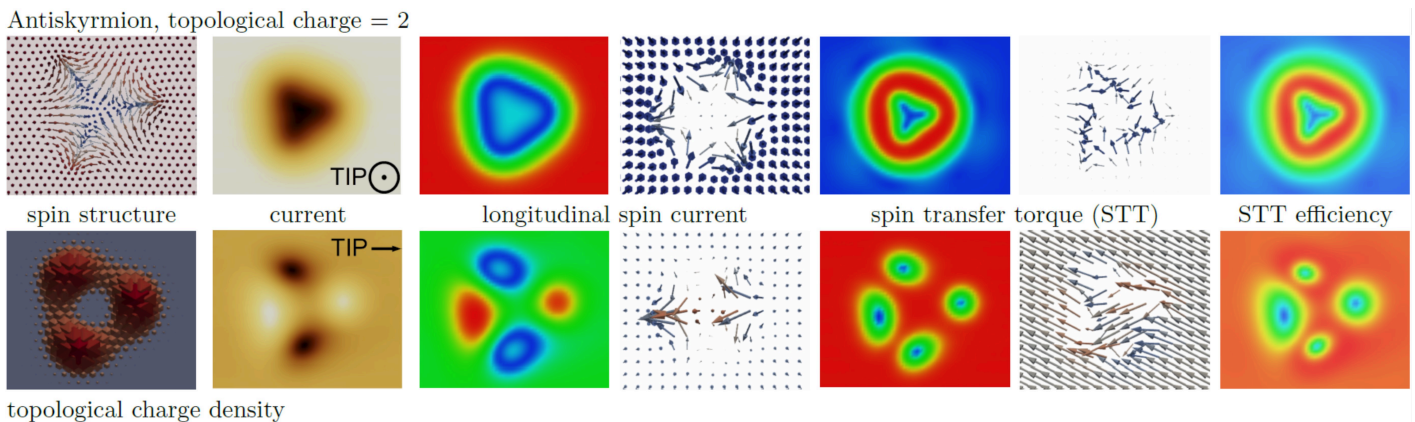 Antiskyrmion, topological charge = 2
TIP
spin structure current longitudinal spin current spin transfer torque (STT) STT efficiency
TIP
topological charge density